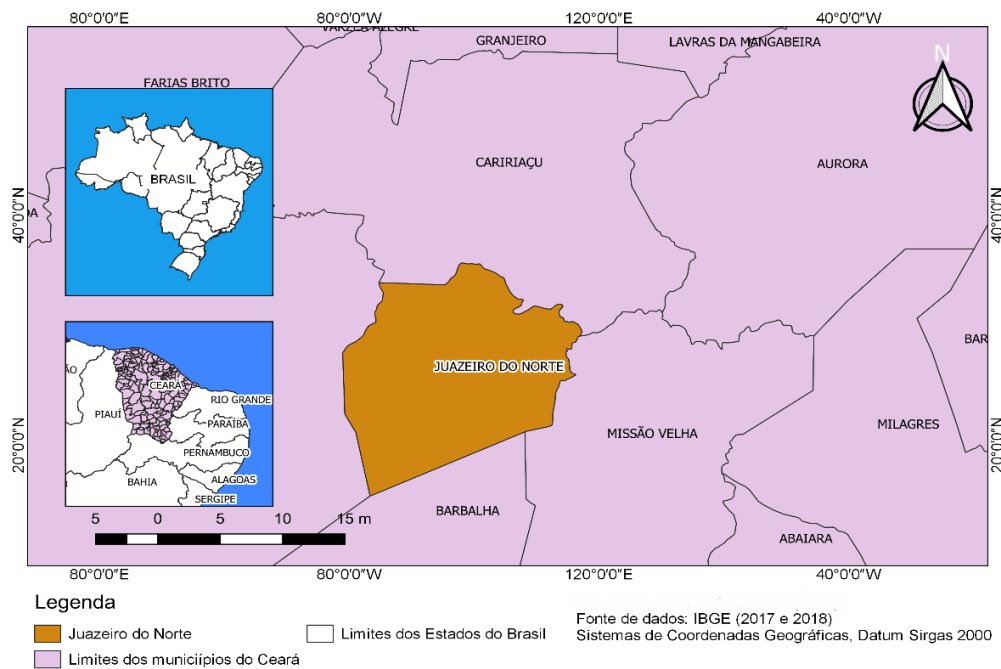 80°0'0"E
80°0'0"W
120°0'0"E
40°0'0"W
VARZEA ALEGRE
GRANJEIRO
LAVRAS DA MANGABEIRA
N
FARIAS BRITO
CARIRIAÇU
AURORA
BRASIL
40°0'0"N
40°0'0"N
DA
JUAZEIRO DO NORTE
BAR
ÃO
CEARÁ
RIO GRANDE
PIAUÍ
PARAÍBA
PERNAMBUCO
BAHIA
ALAGOAS
SERGIPE
20°0'0"N
20°0'0"N
MISSÃO VELHA
MILAGRES
BARBALHA
ABAIARA
5 0 5 10 15 m
80°0'0"E
80°0'0"W
120°0'0"E
40°0'0"W
Legenda
Juazeiro do Norte
Limites dos Estados do Brasil
Limites dos municiípios do Ceará
Fonte de dados: IBGE (2017 e 2018)
Sistemas de Coordenadas Geográficas, Datum Sirgas 2000